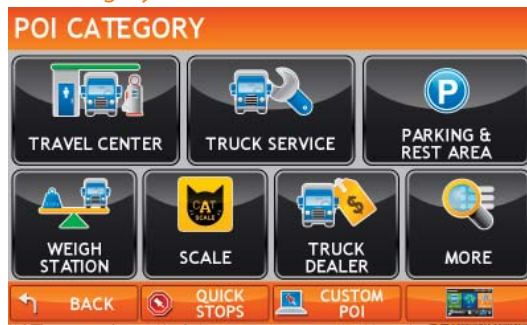 POI CATEGORY
TRAVEL CENTER
TRUCK SERVICE
P
PARKING &
REST AREA
CAT
SCALE
WEIGH
STATION
SCALE
TRUCK
DEALER
$
MORE
BACK
QUICK
STOPS
CUSTOM
POI